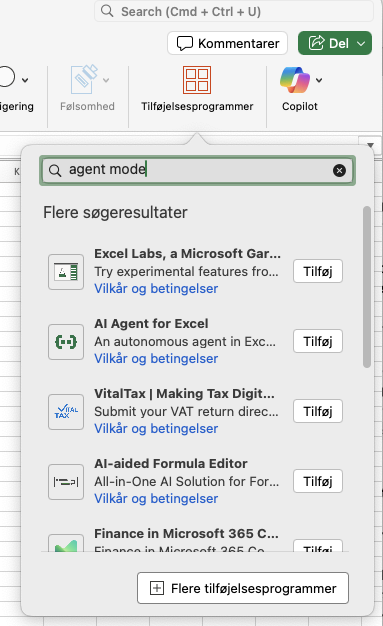 Search (Cmd + Ctrl + U)
Kommentarer
Del
igering
Følsomhed
Tilføjelsesprogrammer
Copilot
K
agent mode
Flere søgeresultater
Excel Labs, a Microsoft Gar...
Try experimental features fro...
Vilkår og betingelser
Tilføj
AI Agent for Excel
An autonomous agent in Exc...
Vilkår og betingelser
Tilføj
VITAL
TAX
VitalTax | Making Tax Digit...
Submit your VAT return direc...
Vilkår og betingelser
Tilføj
AI-aided Formula Editor
All-in-One AI Solution for For...
Vilkår og betingelser
Tilføj
Finance in Microsoft 365 C...
Finance in Microsoft 365 Co...
Tilføj
Flere tilføjelsesprogrammer